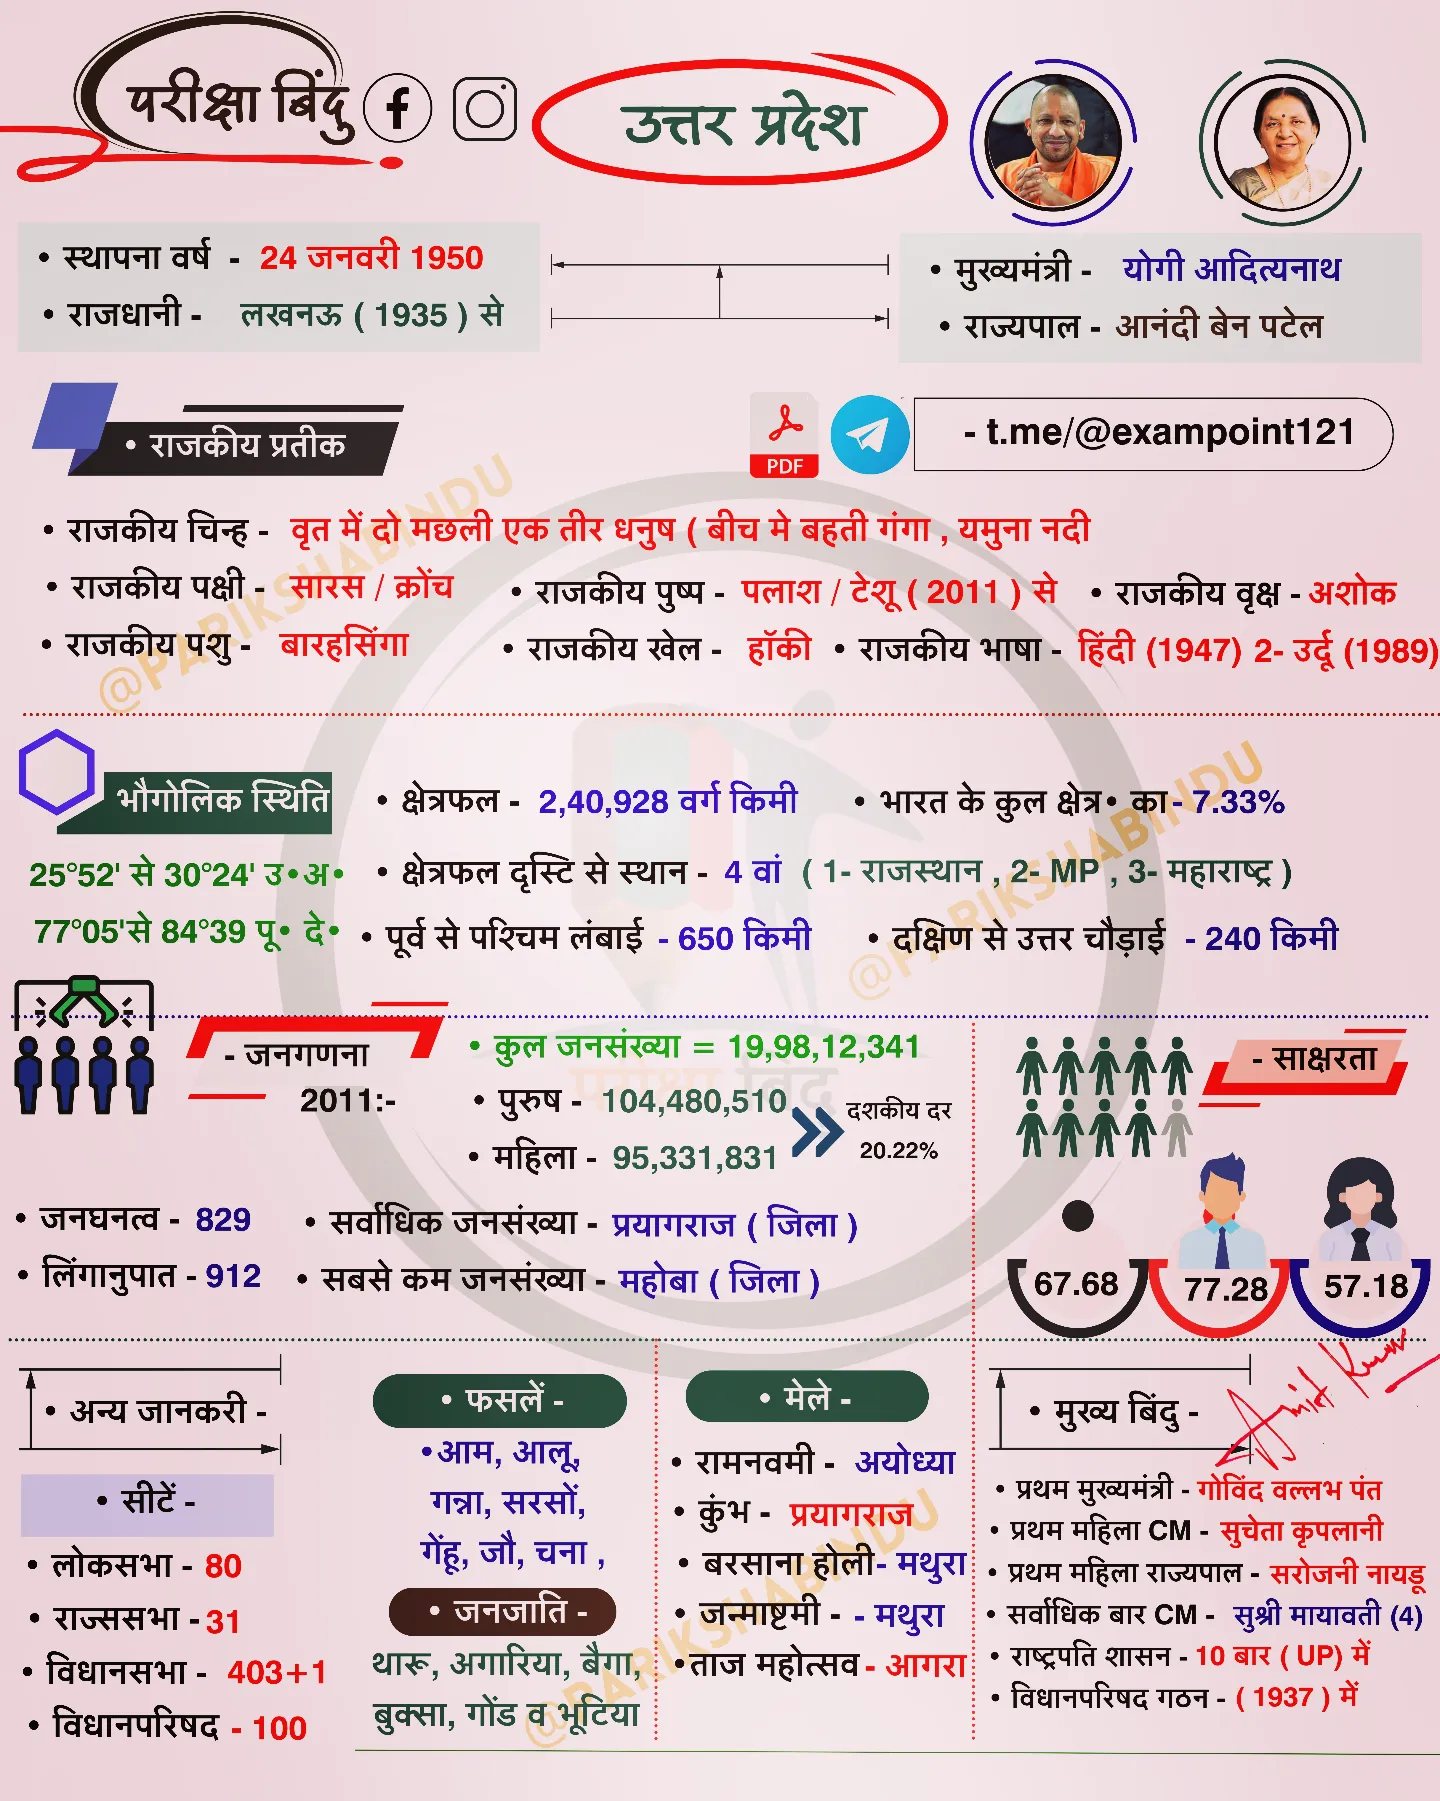 परीक्षा बिंदु
उत्तर प्रदेश
• स्थापना वर्ष - 24 जनवरी 1950
• राजधानी - लखनऊ ( 1935 ) से
• मुख्यमंत्री - योगी आदित्यनाथ
• राज्यपाल - आनंदी बेन पटेल
• राजकीय प्रतीक
PDF
- t.me/@exampoint121
• राजकीय चिन्ह - वृत में दो मछली एक तीर धनुष ( बीच मे बहती गंगा , यमुना नदी
• राजकीय पक्षी - सारस / क्रोंच • राजकीय पुष्प - पलाश / टेशू ( 2011 ) से • राजकीय वृक्ष - अशोक
• राजकीय पशु - बारहसिंगा • राजकीय खेल - हॉकी • राजकीय भाषा - हिंदी (1947) 2- उर्दू (1989)
@PARIKSHABINDU
भौगोलिक स्थिति
• क्षेत्रफल - 2,40,928 वर्ग किमी • भारत के कुल क्षेत्र• का - 7.33%
25°52' से 30°24' उ•अ•
• क्षेत्रफल दृस्टि से स्थान - 4 वां ( 1- राजस्थान , 2- MP , 3- महाराष्ट्र )
77°05'से 84°39 पू• दे•
• पूर्व से पश्चिम लंबाई - 650 किमी • दक्षिण से उत्तर चौड़ाई - 240 किमी
@PARIKSHABINDU
- जनगणना
2011:-
• कुल जनसंख्या = 19,98,12,341
परीक्षा बिंदु
• पुरुष - 104,480,510
• महिला - 95,331,831
दशकीय दर
20.22%
• जनघनत्व - 829 • सर्वाधिक जनसंख्या - प्रयागराज ( जिला )
• लिंगानुपात - 912 • सबसे कम जनसंख्या - महोबा ( जिला )
- साक्षरता
67.68 77.28 57.18
• अन्य जानकरी -
• सीटें -
• लोकसभा - 80
• राज्ससभा - 31
• विधानसभा - 403+1
• विधानपरिषद - 100
• फसलें -
•आम, आलू,
गन्ना, सरसों,
गेंहू, जौ, चना ,
• जनजाति -
थारू, अगारिया, बैगा,
बुक्सा, गोंड व भूटिया
• मेले -
• रामनवमी - अयोध्या
• कुंभ - प्रयागराज
• बरसाना होली - मथुरा
• जन्माष्टमी - - मथुरा
•ताज महोत्सव - आगरा
@PARIKSHABINDU
• मुख्य बिंदु -
Amit Kumar
• प्रथम मुख्यमंत्री - गोविंद वल्लभ पंत
• प्रथम महिला CM - सुचेता कृपलानी
• प्रथम महिला राज्यपाल - सरोजनी नायडू
• सर्वाधिक बार CM - सुश्री मायावती (4)
• राष्ट्रपति शासन - 10 बार ( UP) में
• विधानपरिषद गठन - ( 1937 ) में